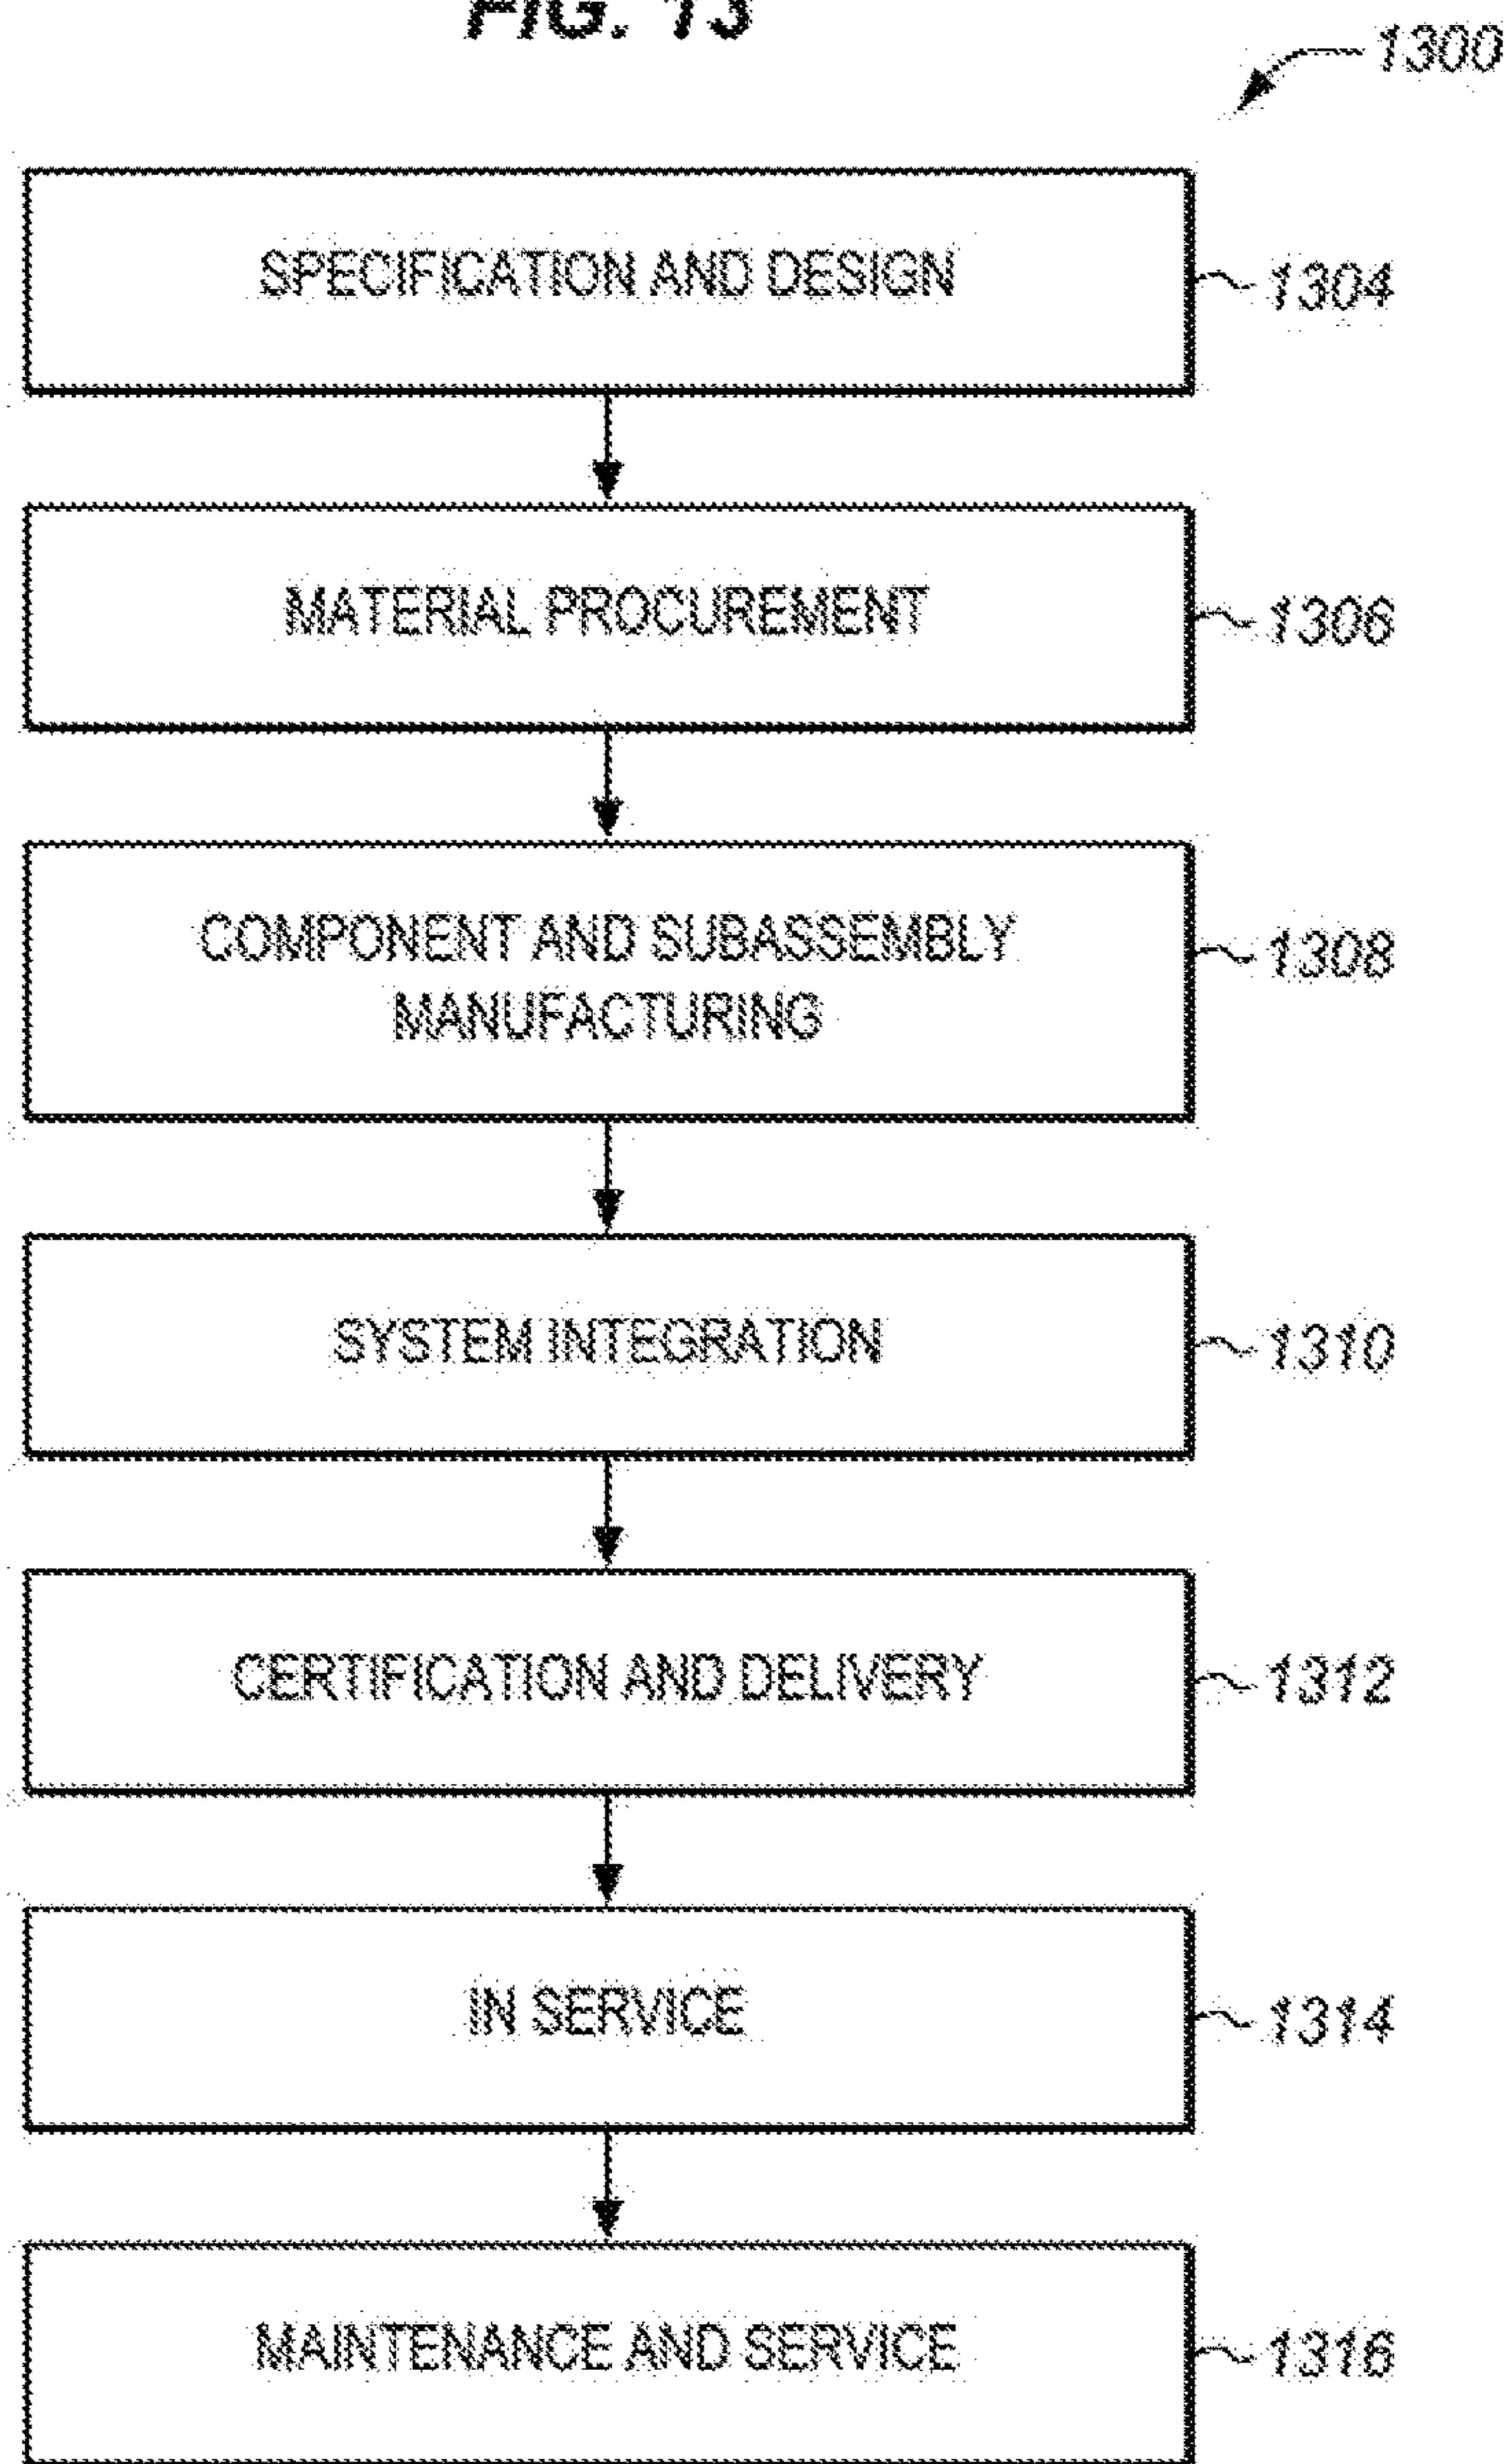 FIG. 13
1300
SPECIFICATION AND DESIGN
1304
MATERIAL PROCUREMENT
1306
COMPONENT AND SUBASSEMBLY
MANUFACTURING
1308
SYSTEM INTEGRATION
1310
CERTIFICATION AND DELIVERY
1312
IN SERVICE
1314
MAINTENANCE AND SERVICE
1316